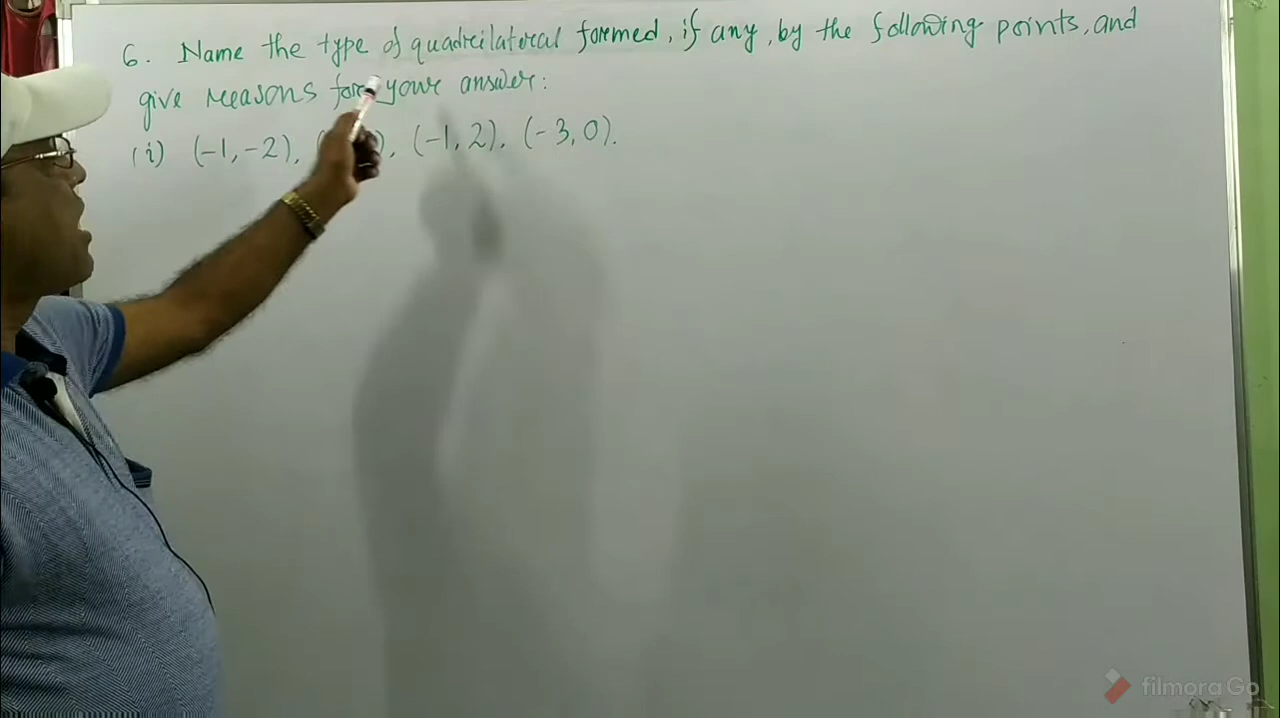 6. Name the type of quadrilateral formed, if any, by the following points, and
give reasons for your answer:
(i) (-1,-2), ( ), (-1,2), (-3,0).
filmora Go